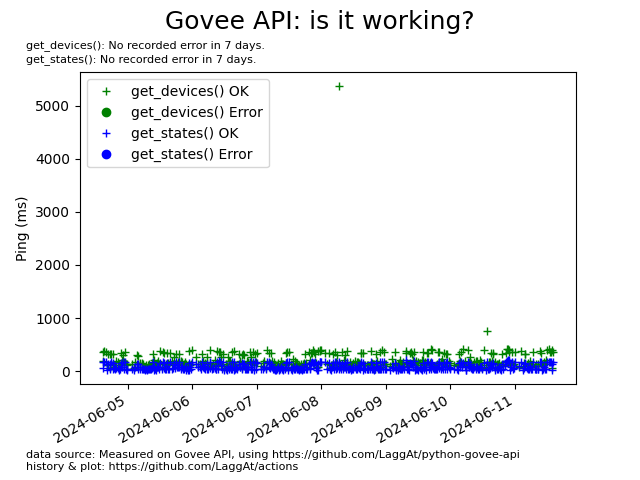 Govee API: is it working?
get_devices(): No recorded error in 7 days.
get_states(): No recorded error in 7 days.
get_devices() OK
get_devices() Error
get_states() OK
get_states() Error
Ping (ms)
5000
4000
3000
2000
1000
0
2024-06-05
2024-06-06
2024-06-07
2024-06-08
2024-06-09
2024-06-10
2024-06-11
data source: Measured on Govee API, using https://github.com/LaggAt/python-govee-api
history & plot: https://github.com/LaggAt/actions